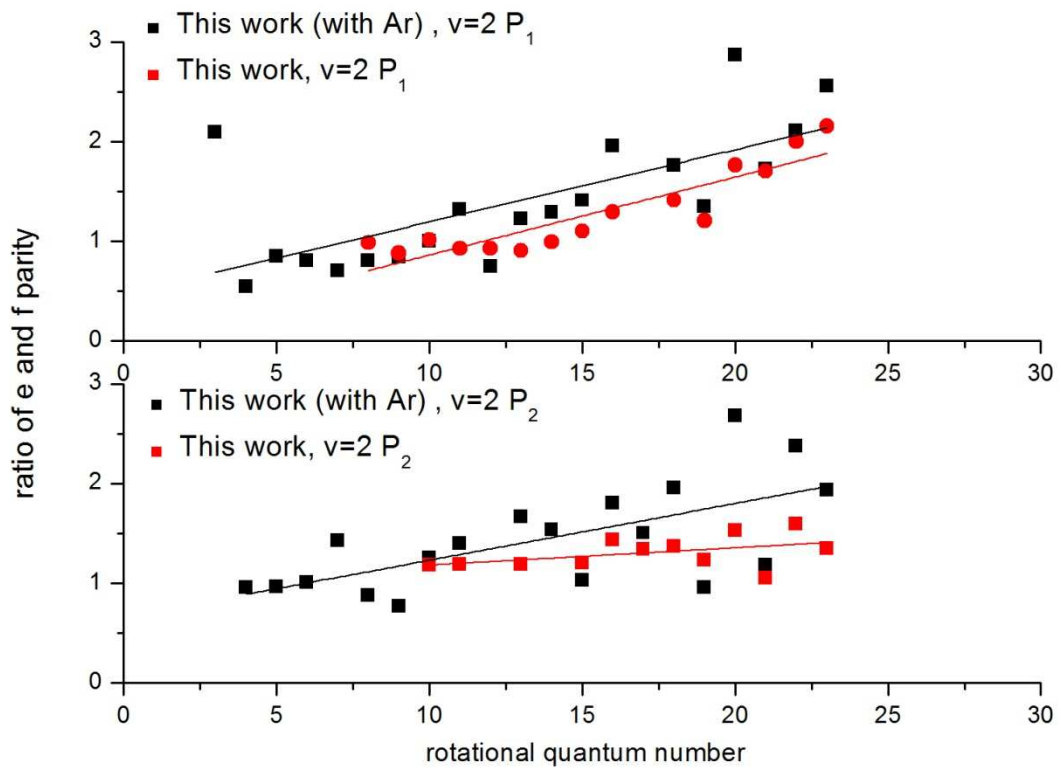 This work (with Ar) , v=2 P₁
This work, v=2 P₁
3
2
1
0
0 5 10 15 20 25 30
ratio of e and f parity
This work (with Ar) , v=2 P₂
This work, v=2 P₂
3
2
1
0
0 5 10 15 20 25 30
rotational quantum number